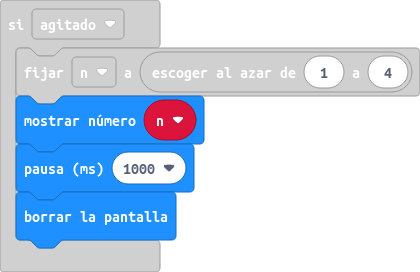 si agitado
fijar n a escoger al azar de 1 a 4
mostrar número n
pausa (ms) 1000
borrar la pantalla